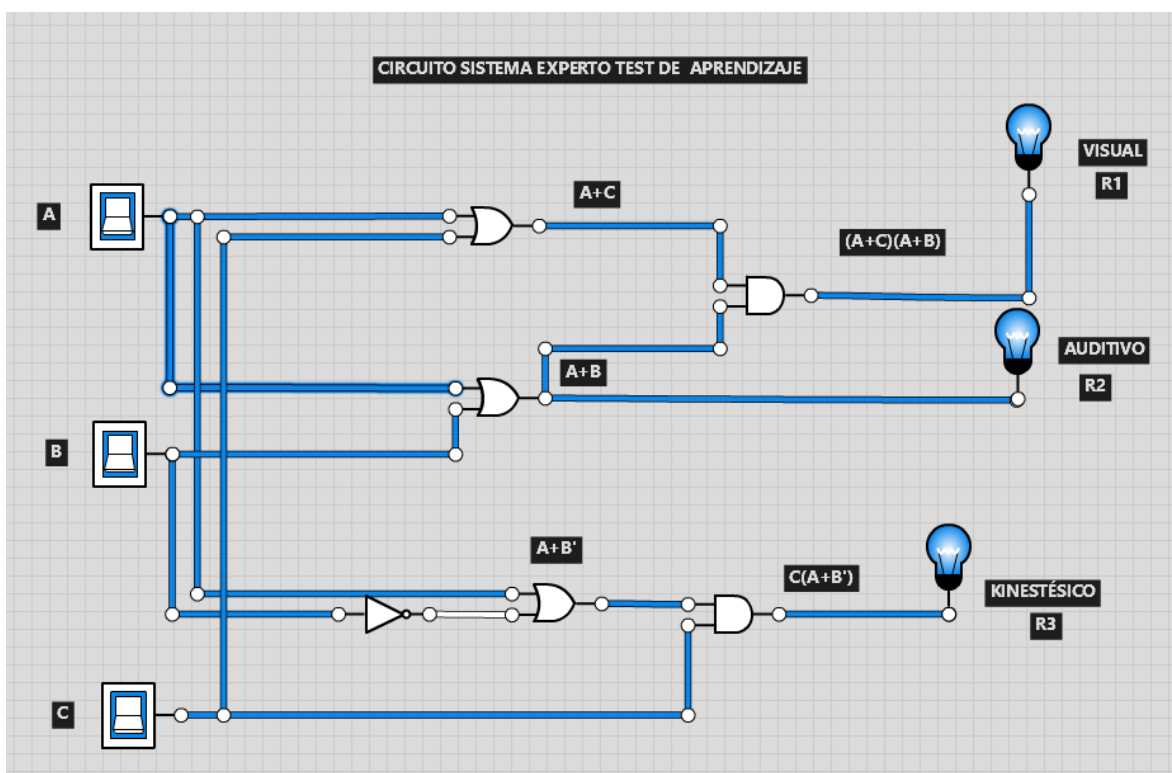 CIRCUITO SISTEMA EXPERTO TEST DE APRENDIZAJE
VISUAL
R1
A+C
A
(A+C)(A+B)
AUDITIVO
R2
A+B
B
A+B'
C(A+B')
KINESTÉSICO
R3
C